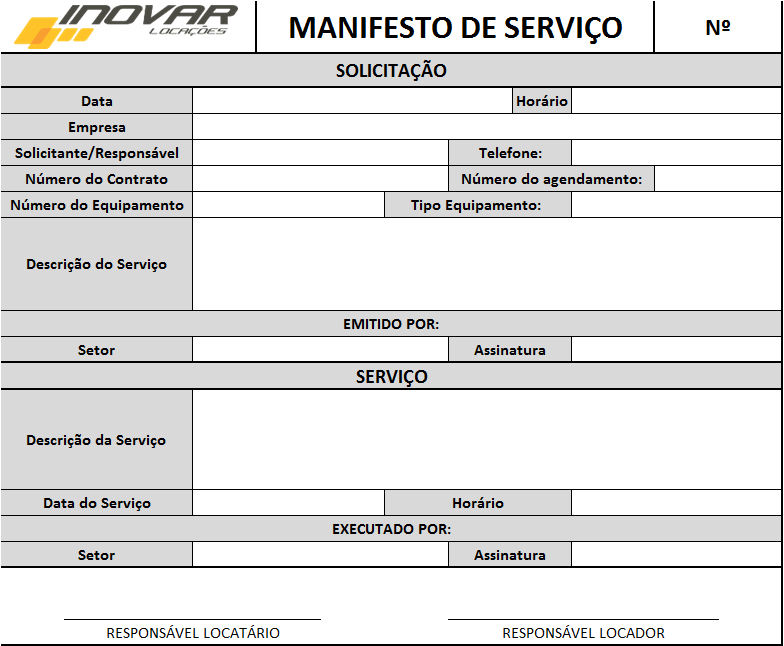 INOVAR
LOCAÇÕES
MANIFESTO DE SERVIÇO
Nº
SOLICITAÇÃO
Data
Horário
Empresa
Solicitante/Responsável
Telefone:
Número do Contrato
Número do agendamento:
Número do Equipamento
Tipo Equipamento:
Descrição do Serviço
EMITIDO POR:
Setor
Assinatura
SERVIÇO
Descrição da Serviço
Data do Serviço
Horário
EXECUTADO POR:
Setor
Assinatura
RESPONSÁVEL LOCATÁRIO
RESPONSÁVEL LOCADOR